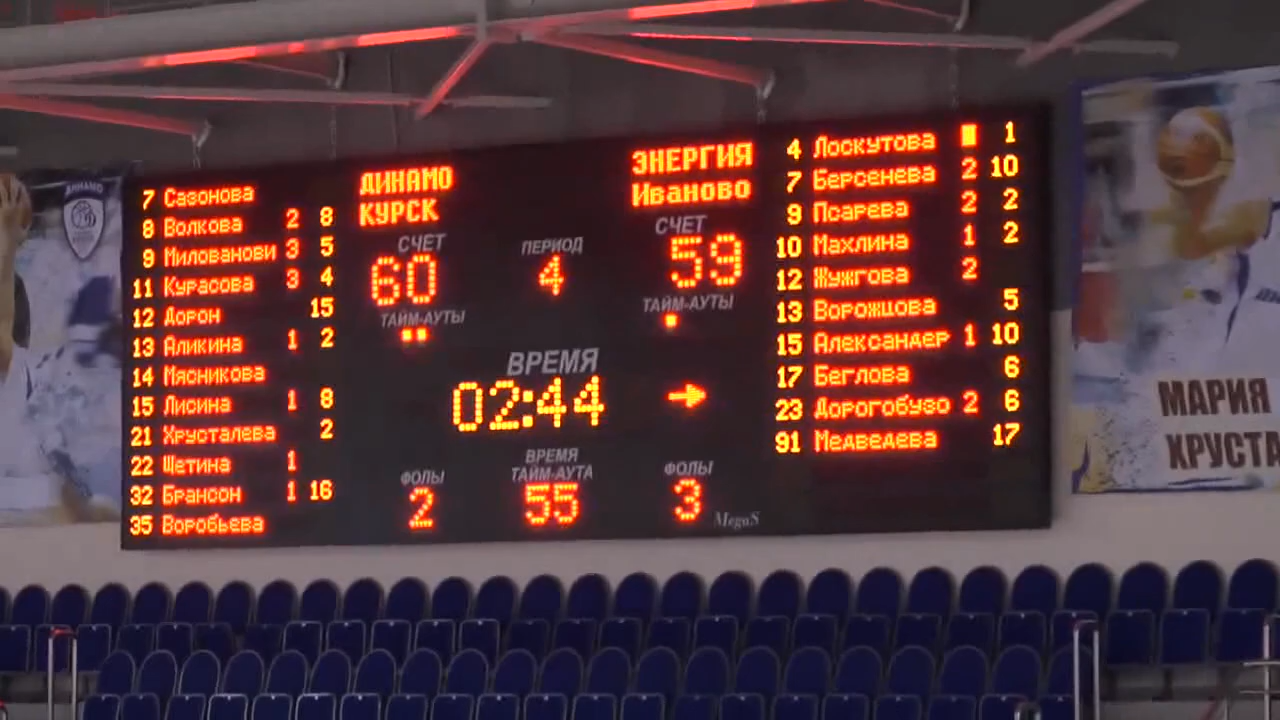 ДИНАМО
7 Сазонова
8 Волкова 2 8
9 Милованови 3 5
11 Курасова 3 4
12 Дорон 15
13 Аликина 1 2
14 Мясникова
15 Лисина 1 8
21 Хрусталева 2
22 Щетина 1
32 Брансон 1 16
35 Воробьева
ДИНАМО
КУРСК
СЧЕТ
60
ТАЙМ-АУТЫ
ПЕРИОД
4
ЭНЕРГИЯ
Иваново
СЧЕТ
59
ТАЙМ-АУТЫ
ВРЕМЯ
02:44
ФОЛЫ
2
ВРЕМЯ
ТАЙМ-АУТА
55
ФОЛЫ
3
MegaS
4 Лоскутова 1
7 Берсенева 2 10
9 Псарева 2 2
10 Махлина 1 2
12 Жужгова 2
13 Ворожцова 5
15 Александер 1 10
17 Беглова 6
23 Дорогобузо 2 6
91 Медведева 17
МАРИЯ
ХРУСТА